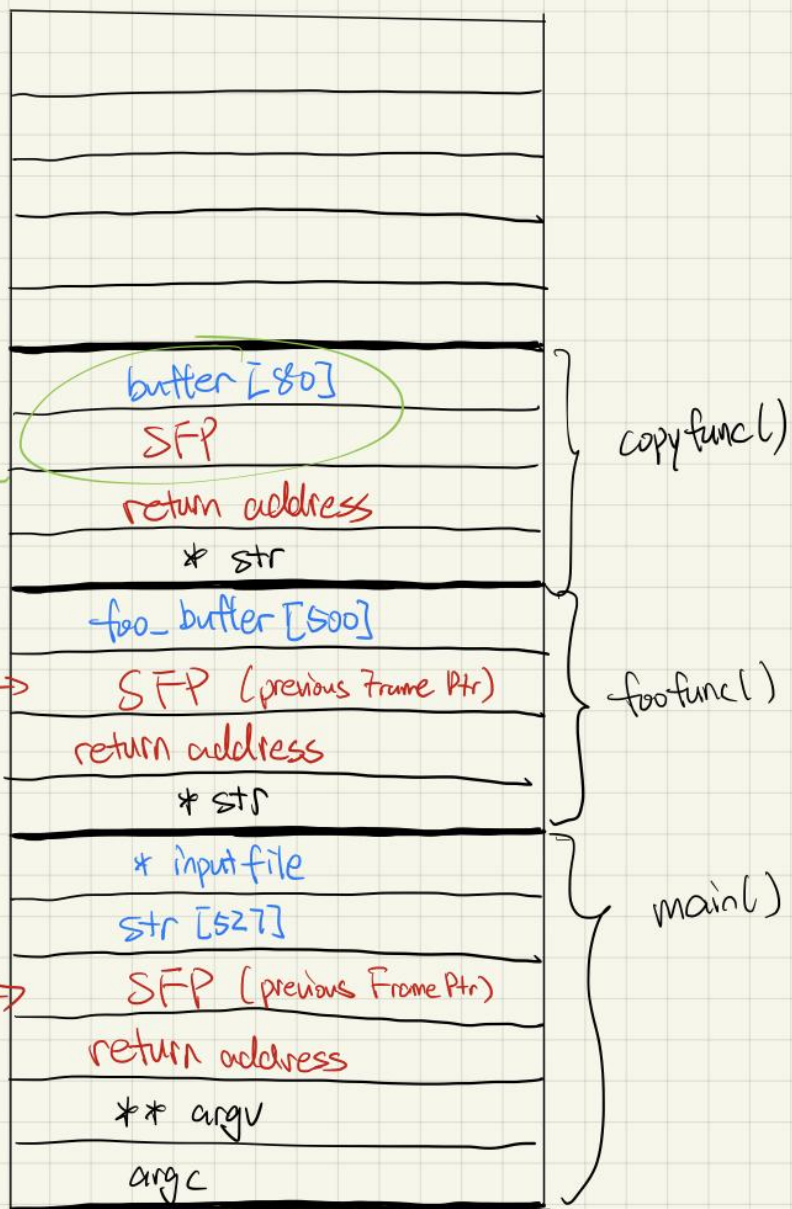 buffer [80]
SFP
return address
* str
copyfunc()
foo_buffer [500]
SFP (previous Frame Ptr)
return address
* str
foofunc()
* inputfile
str [527]
SFP (previous Frame Ptr)
return address
** argv
argc
main()